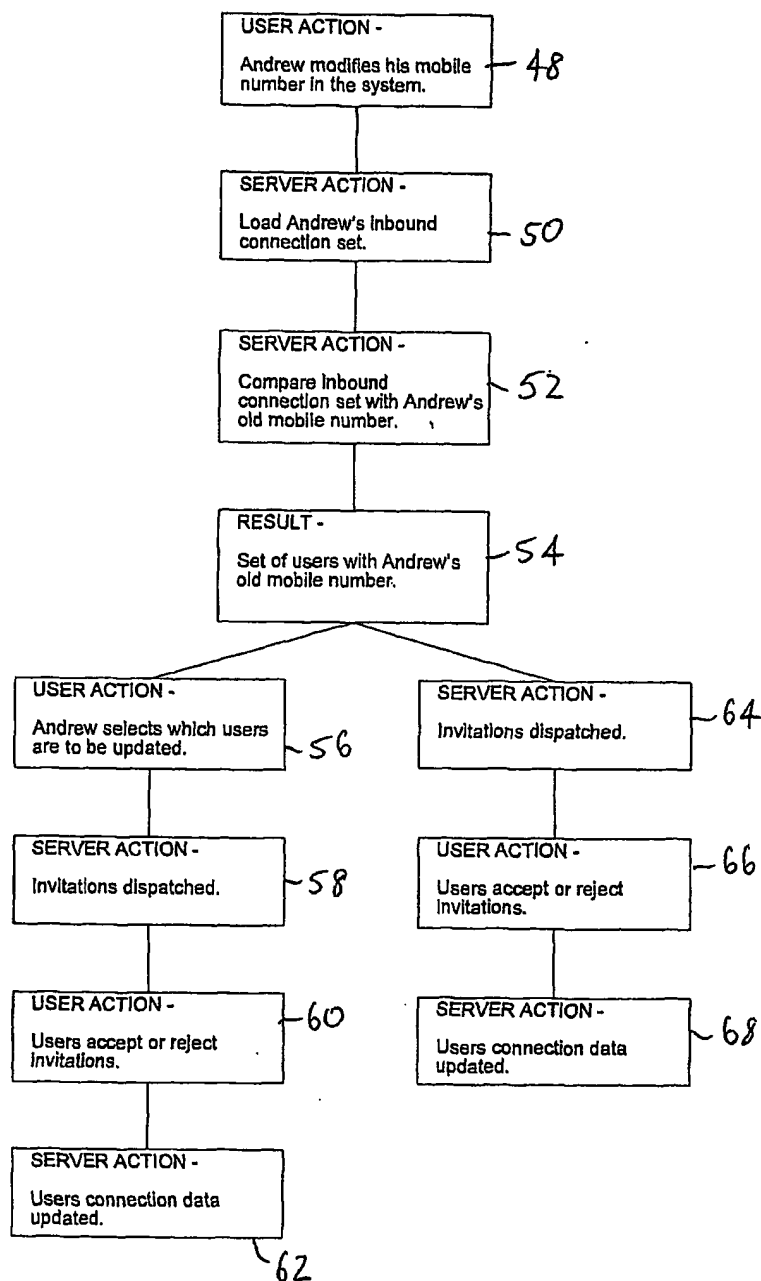 USER ACTION -
Andrew modifies his mobile
number in the system.
48
SERVER ACTION -
Load Andrew's inbound
connection set.
50
SERVER ACTION -
Compare inbound
connection set with Andrew's
old mobile number.
52
RESULT -
Set of users with Andrew's
old mobile number.
54
USER ACTION -
Andrew selects which users
are to be updated.
56
SERVER ACTION -
Invitations dispatched.
58
USER ACTION -
Users accept or reject
invitations.
60
SERVER ACTION -
Users connection data
updated.
62
SERVER ACTION -
Invitations dispatched.
64
USER ACTION -
Users accept or reject
invitations.
66
SERVER ACTION -
Users connection data
updated.
68